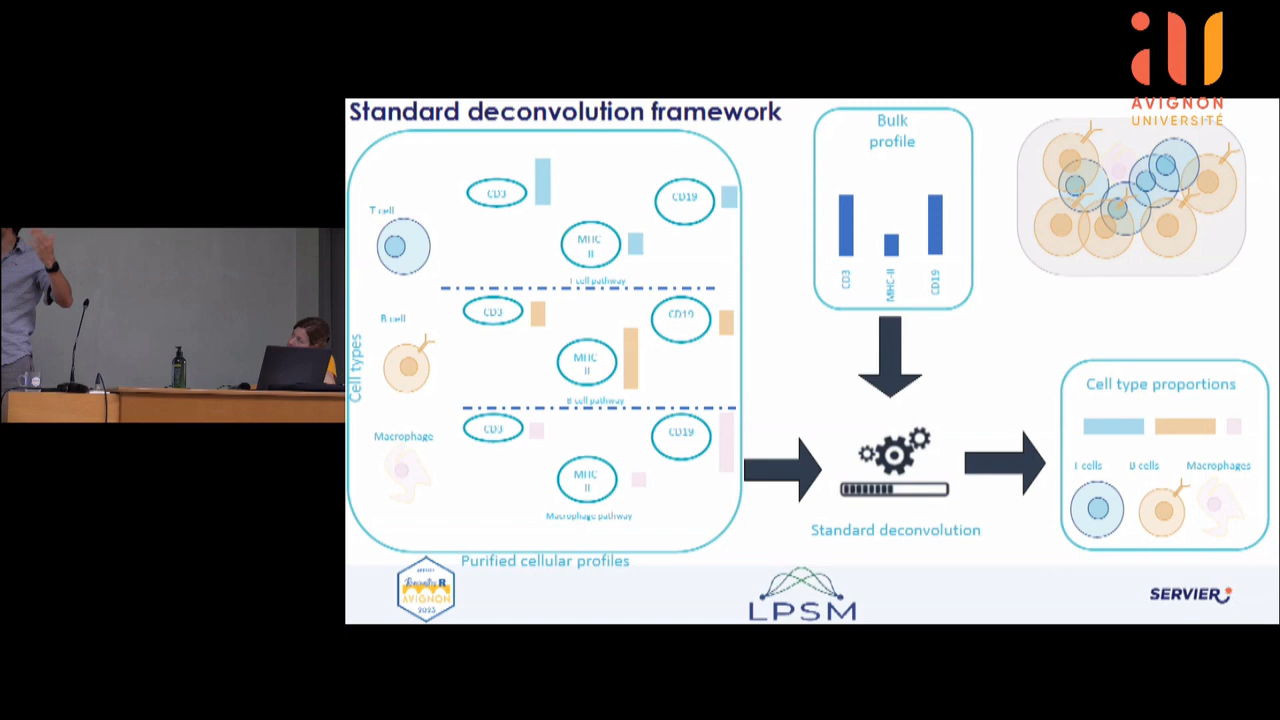 AVIGNON
UNIVERSITÉ
Standard deconvolution framework
Cell types
T cell
CD3
CD19
MHC
II
T cell pathway
B cell
CD3
CD19
MHC
II
B cell pathway
Macrophage
CD3
CD19
MHC
II
Macrophage pathway
Purified cellular profiles
Bulk
profile
CD3
MHC-II
CD19
Standard deconvolution
Cell type proportions
T cells
B cells
Macrophages
R
AVIGNON
2023
LPSM
SERVIER